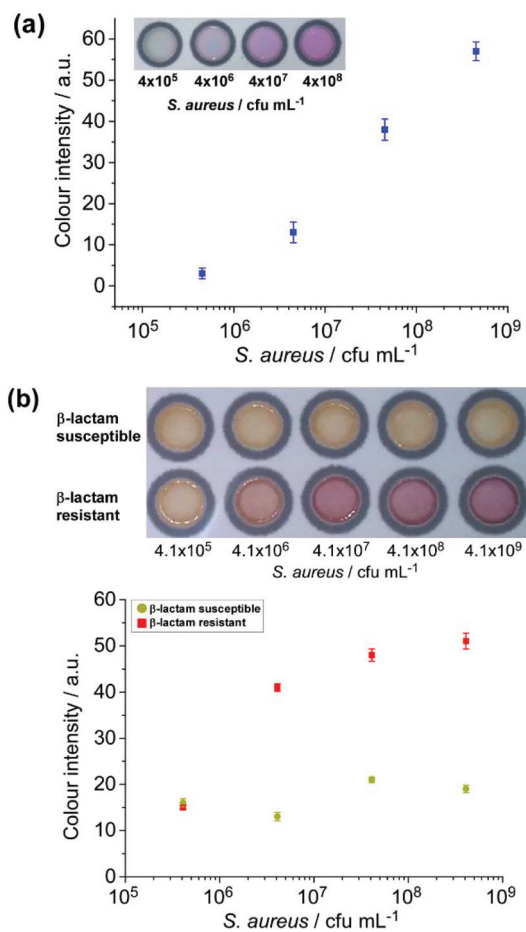 (a)
60
50
40
30
20
10
0
Colour intensity / a.u.
4x10⁵ 4x10⁶ 4x10⁷ 4x10⁸
S. aureus / cfu mL⁻¹
10⁵ 10⁶ 10⁷ 10⁸ 10⁹
S. aureus / cfu mL⁻¹
(b)
β-lactam
susceptible
β-lactam
resistant
4.1x10⁵ 4.1x10⁶ 4.1x10⁷ 4.1x10⁸ 4.1x10⁹
S. aureus / cfu mL⁻¹
60
50
40
30
20
10
0
Colour intensity / a.u.
β-lactam susceptible
β-lactam resistant
10⁵ 10⁶ 10⁷ 10⁸ 10⁹
S. aureus / cfu mL⁻¹